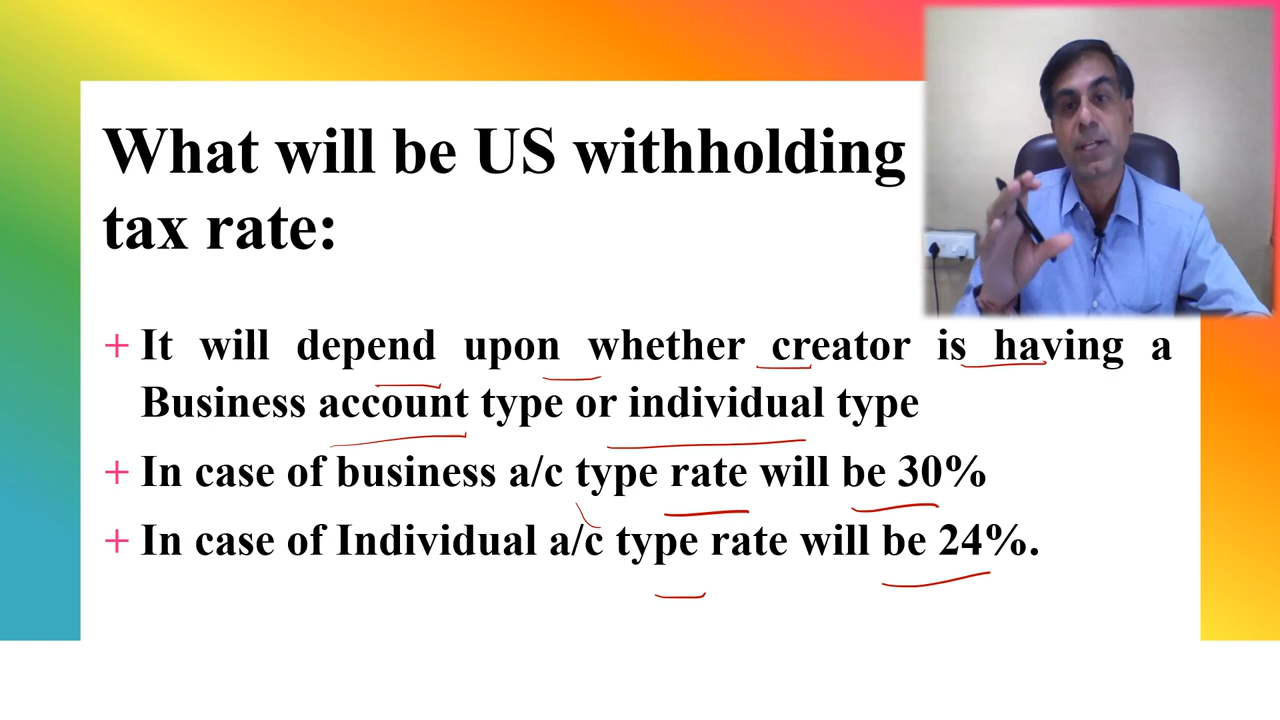 What will be US withholding
tax rate:
+ It will depend upon whether creator is having a
Business account type or individual type
+ In case of business a/c type rate will be 30%
+ In case of Individual a/c type rate will be 24%.